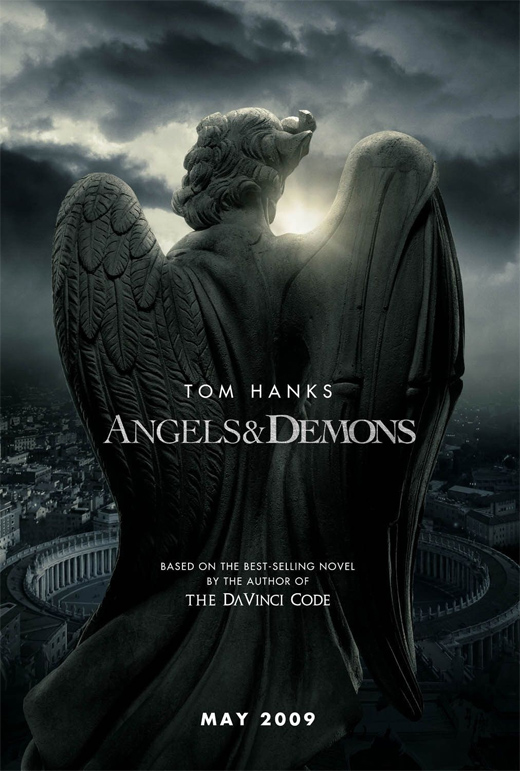 TOM HANKS
ANGELS & DEMONS
BASED ON THE BEST-SELLING NOVEL
BY THE AUTHOR OF
THE DAVINCI CODE
MAY 2009